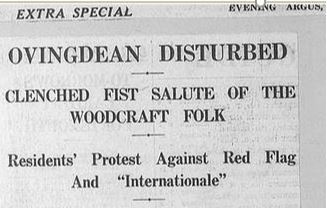 EXTRA SPECIAL
EVENING ARGUS,
OVINGDEAN DISTURBED
CLENCHED FIST SALUTE OF THE
WOODCRAFT FOLK
Residents' Protest Against Red Flag
And "Internationale"